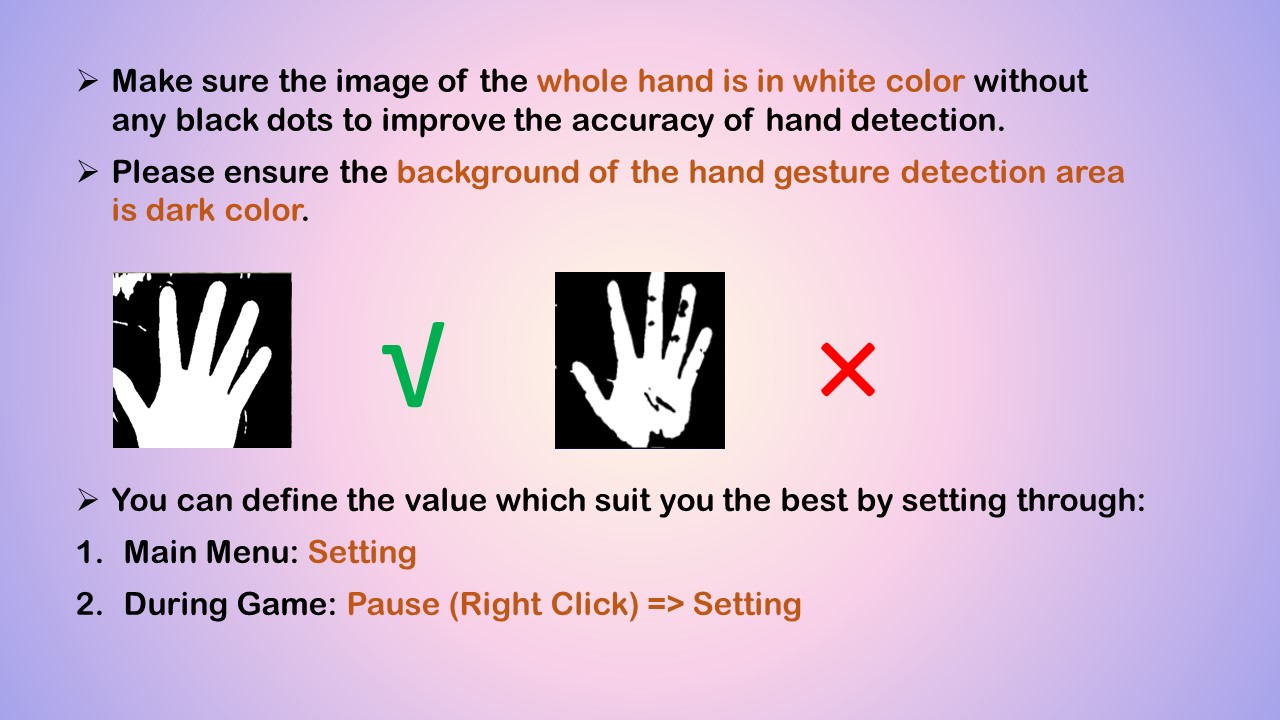 ➢ Make sure the image of the whole hand is in white color without
any black dots to improve the accuracy of hand detection.
➢ Please ensure the background of the hand gesture detection area
is dark color.
√
×
➢ You can define the value which suit you the best by setting through:
1. Main Menu: Setting
2. During Game: Pause (Right Click) => Setting